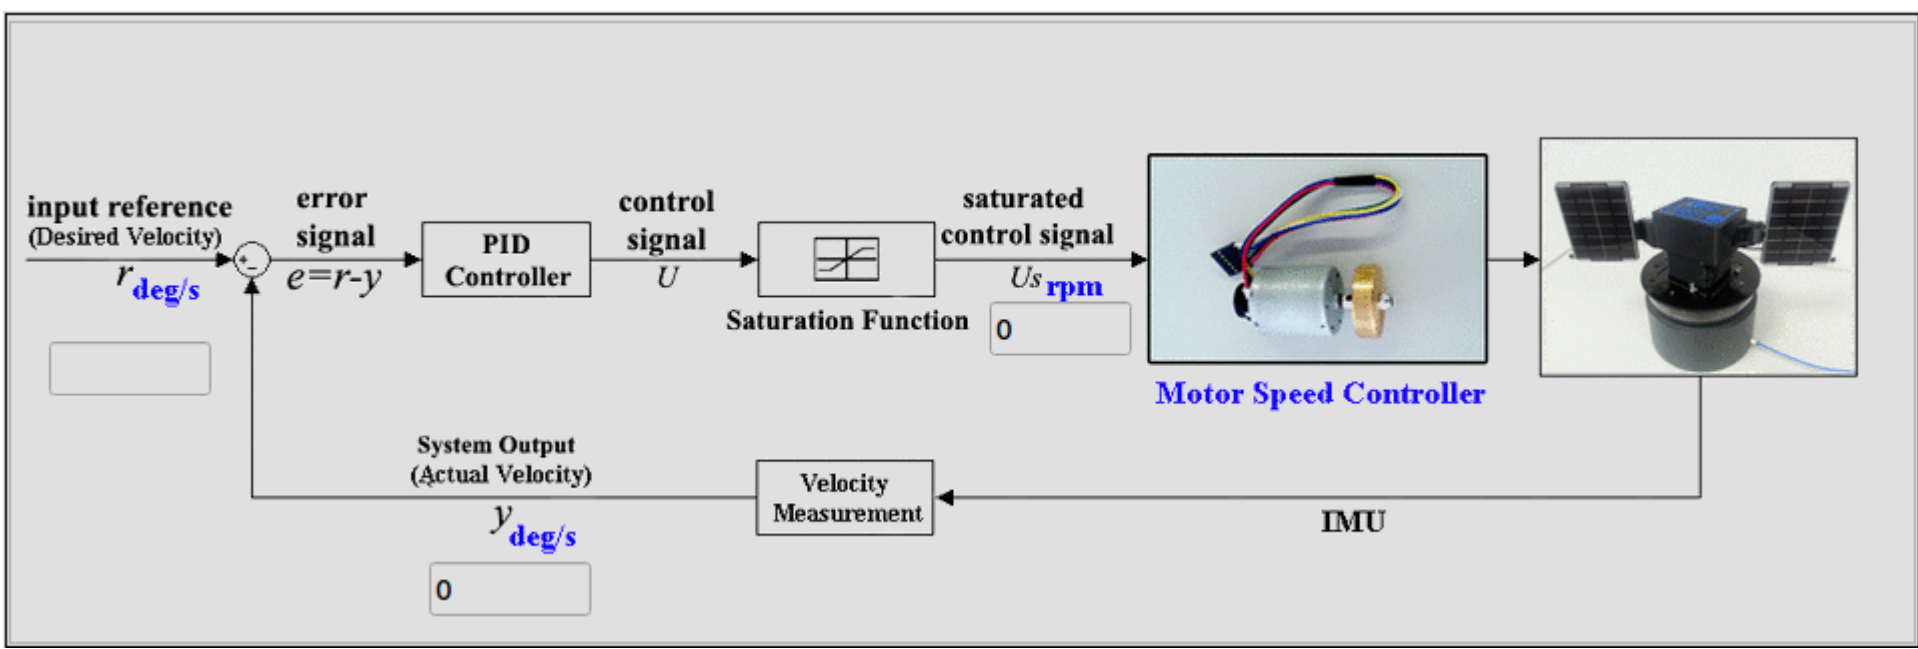 input reference
(Desired Velocity)
r deg/s
+
−
error
signal
e=r-y
PID
Controller
control
signal
U
Saturation Function
saturated
control signal
Us rpm
0
Motor Speed Controller
System Output
(Actual Velocity)
y deg/s
0
Velocity
Measurement
IMU